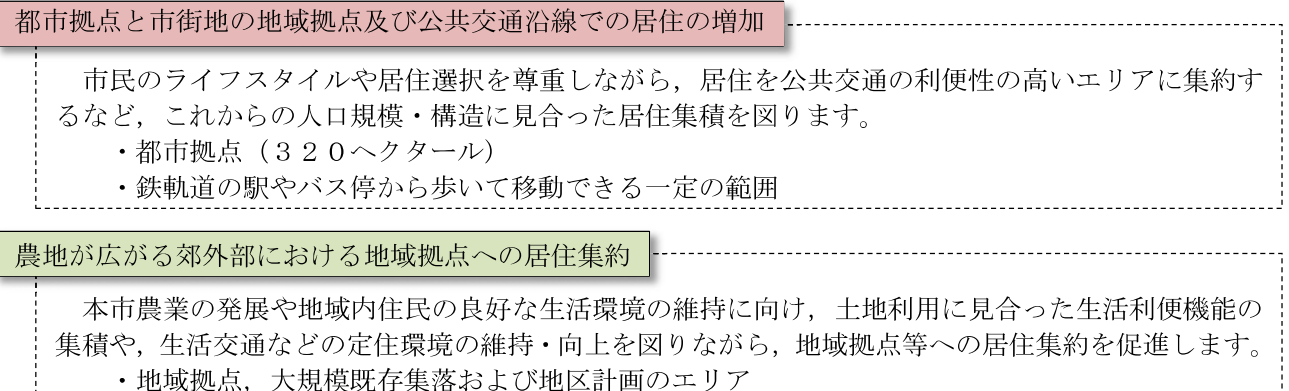 都市拠点と市街地の地域拠点及び公共交通沿線での居住の増加
市民のライフスタイルや居住選択を尊重しながら，居住を公共交通の利便性の高いエリアに集約す
るなど，これからの人口規模・構造に見合った居住集積を図ります。
・都市拠点（３２０ヘクタール）
・鉄軌道の駅やバス停から歩いて移動できる一定の範囲
農地が広がる郊外部における地域拠点への居住集約
本市農業の発展や地域内住民の良好な生活環境の維持に向け，土地利用に見合った生活利便機能の
集積や，生活交通などの定住環境の維持・向上を図りながら，地域拠点等への居住集約を促進します。
・地域拠点，大規模既存集落および地区計画のエリア